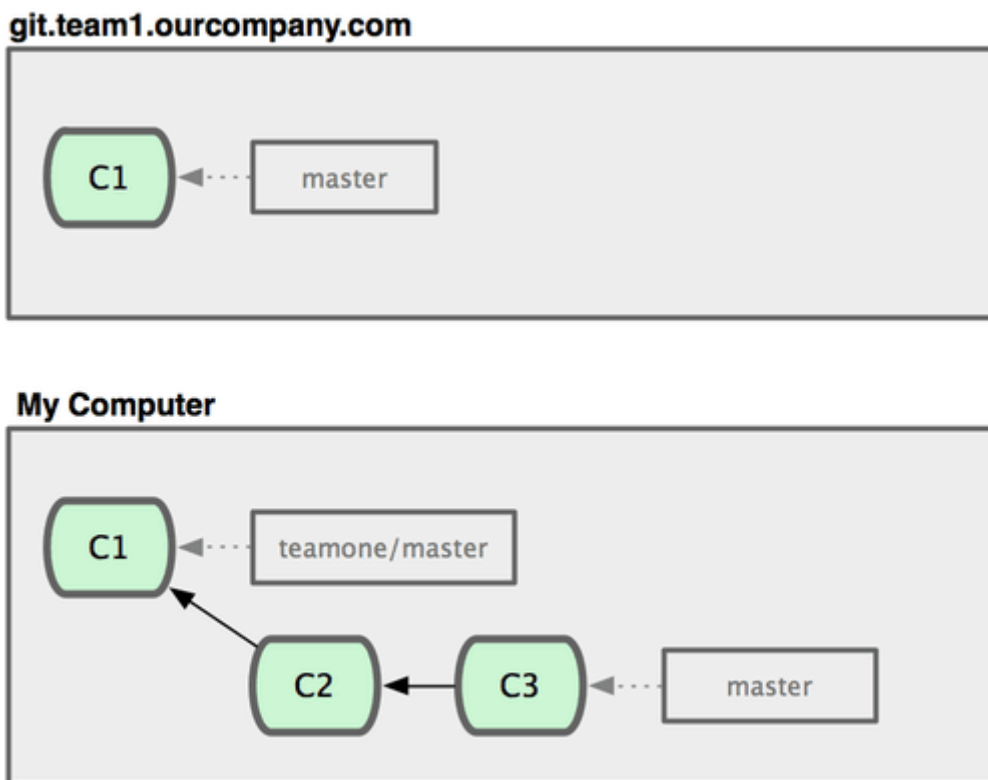 git.team1.ourcompany.com
C1
master
My Computer
C1
teamone/master
C2
C3
master